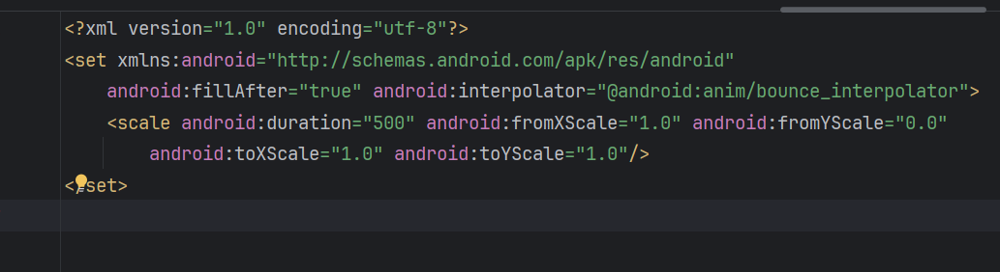 <?xml version="1.0" encoding="utf-8"?>
<set xmlns:android="http://schemas.android.com/apk/res/android"
    android:fillAfter="true" android:interpolator="@android:anim/bounce_interpolator">
    <scale android:duration="500" android:fromXScale="1.0" android:fromYScale="0.0"
        android:toXScale="1.0" android:toYScale="1.0"/>
</set>